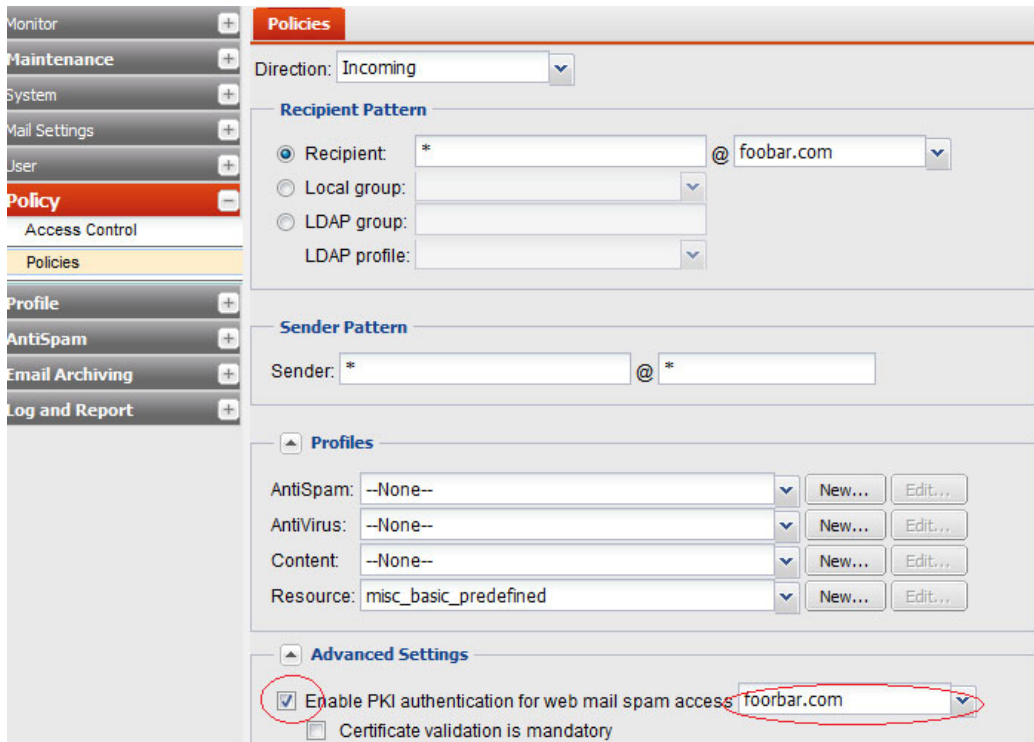 Monitor
Maintenance
System
Mail Settings
User
Policy
Access Control
Policies
Profile
AntiSpam
Email Archiving
Log and Report
Policies
Direction: Incoming
Recipient Pattern
Recipient: * @ foobar.com
Local group:
LDAP group:
LDAP profile:
Sender Pattern
Sender: * @ *
Profiles
AntiSpam: --None-- New... Edit...
AntiVirus: --None-- New... Edit...
Content: --None-- New... Edit...
Resource: misc_basic_predefined New... Edit...
Advanced Settings
Enable PKI authentication for web mail spam access foorbar.com
Certificate validation is mandatory